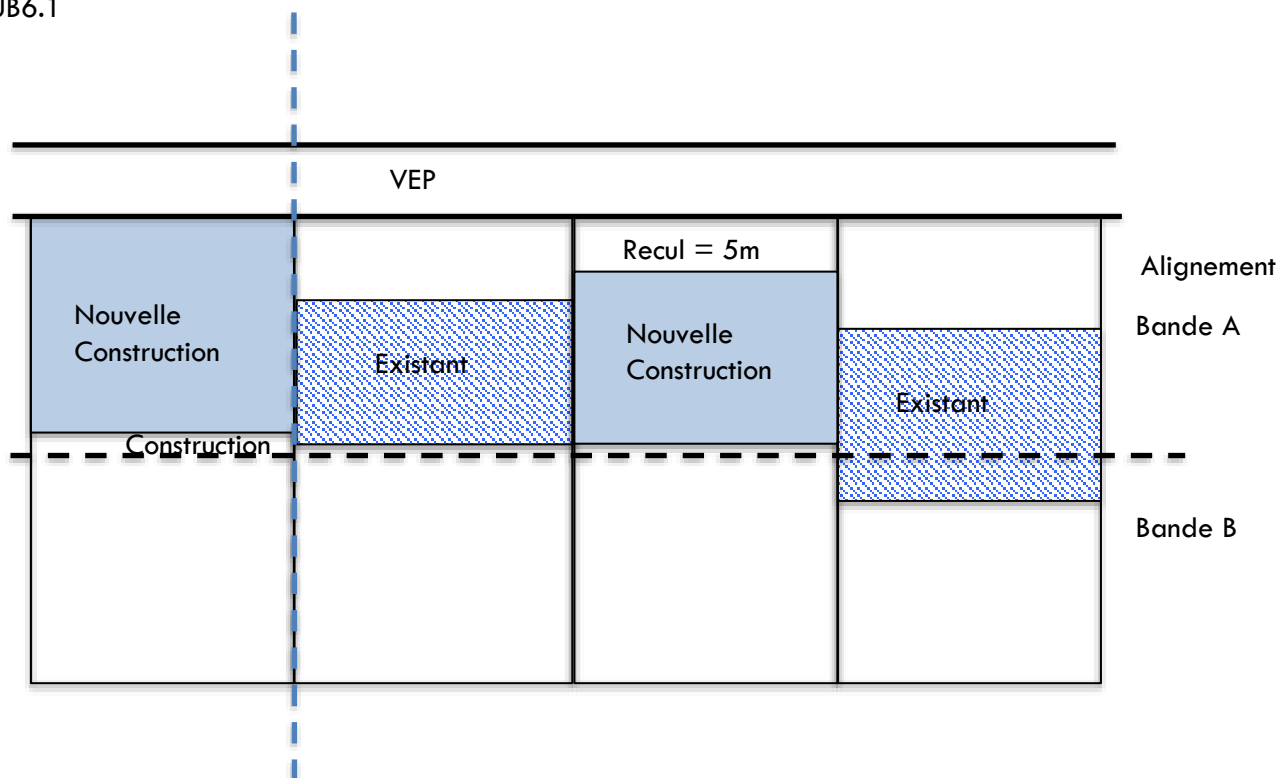 UB6.1
VEP
Recul = 5m
Alignement
Nouvelle
Construction
Nouvelle
Construction
Bande A
Existant
Existant
Construction
Bande B